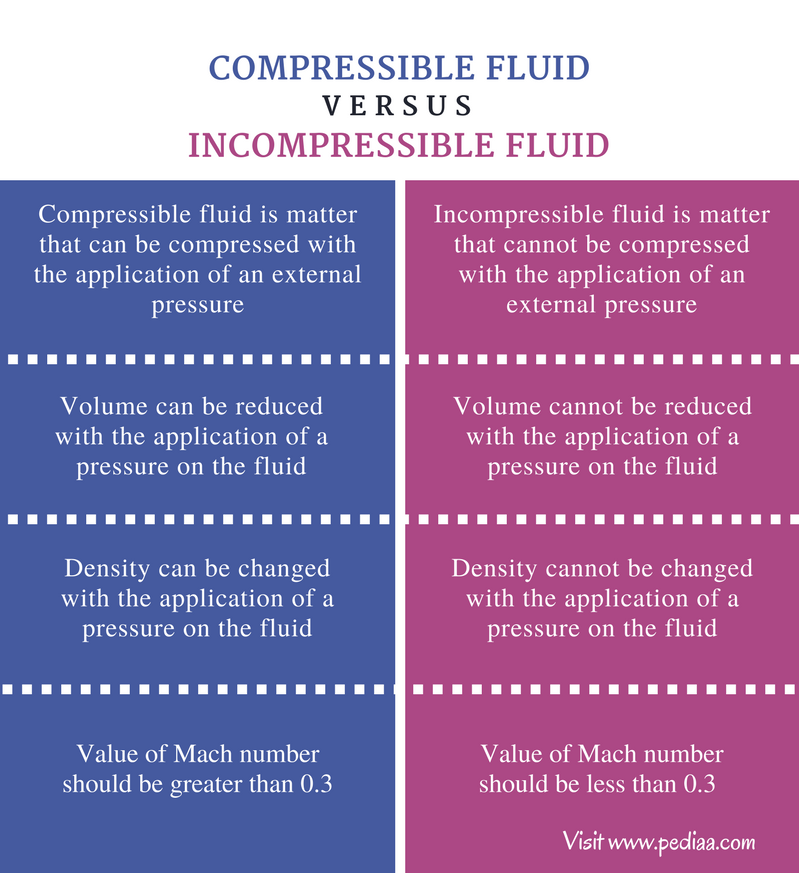 COMPRESSIBLE FLUID
VERSUS
INCOMPRESSIBLE FLUID
Compressible fluid is matter
that can be compressed with
the application of an external
pressure
Incompressible fluid is matter
that cannot be compressed
with the application of an
external pressure
Volume can be reduced
with the application of a
pressure on the fluid
Volume cannot be reduced
with the application of a
pressure on the fluid
Density can be changed
with the application of a
pressure on the fluid
Density cannot be changed
with the application of a
pressure on the fluid
Value of Mach number
should be greater than 0.3
Value of Mach number
should be less than 0.3
Visit www.pediaa.com